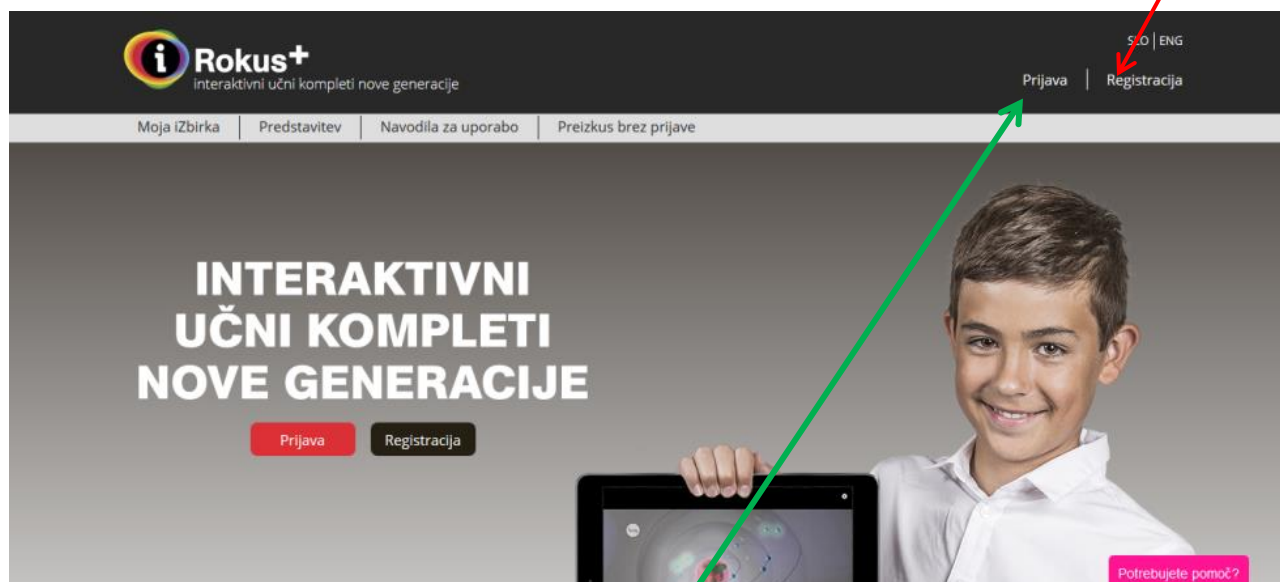 i Rokus+
interaktivni učni kompleti nove generacije
SLO | ENG
Prijava | Registracija
Moja iZbirka | Predstavitev | Navodila za uporabo | Preizkus brez prijave
INTERAKTIVNI
UČNI KOMPLETI
NOVE GENERACIJE
Prijava Registracija
Potrebujete pomoč?